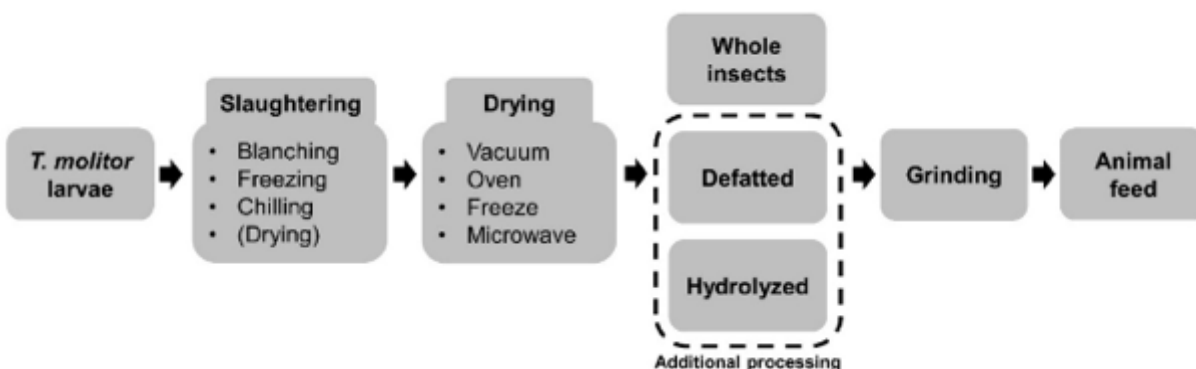 T. molitor
larvae
Slaughtering
• Blanching
• Freezing
• Chilling
• (Drying)
Drying
• Vacuum
• Oven
• Freeze
• Microwave
Whole
insects
Defatted
Hydrolyzed
Additional processing
Grinding
Animal
feed